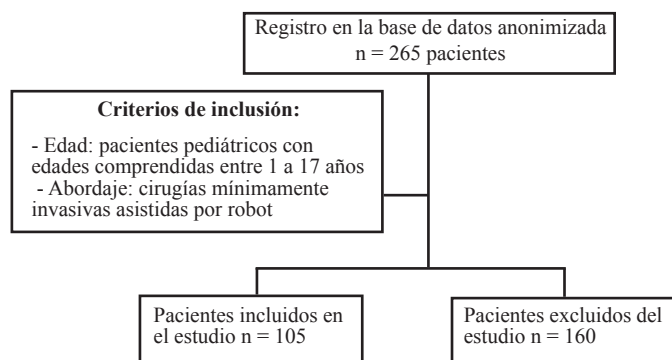 Registro en la base de datos anonimizada
n = 265 pacientes
Criterios de inclusión:
- Edad: pacientes pediátricos con
edades comprendidas entre 1 a 17 años
- Abordaje: cirugías mínimamente
invasivas asistidas por robot
Pacientes incluidos en
el estudio n = 105
Pacientes excluidos del
estudio n = 160